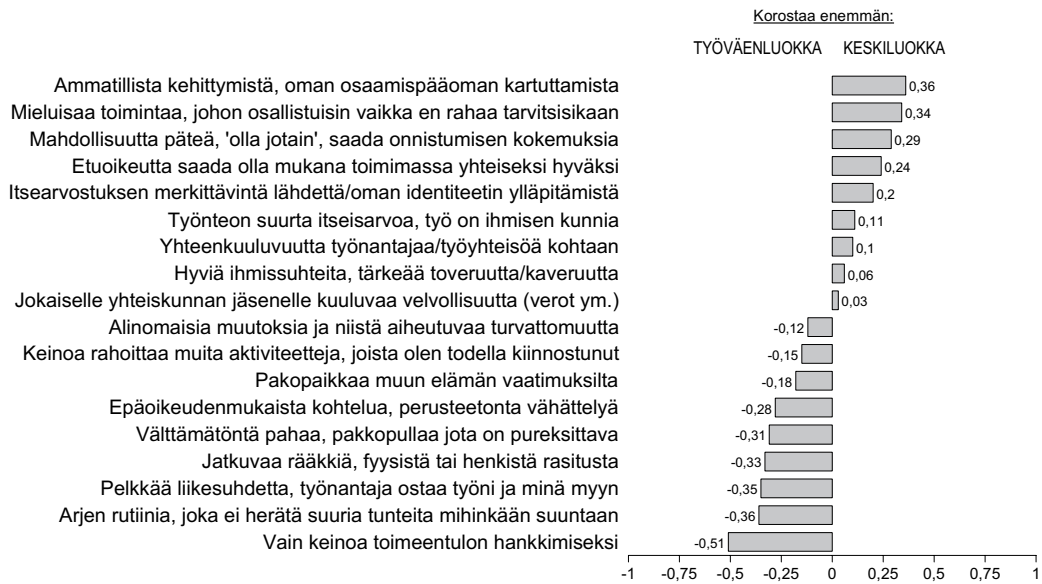 Korostaa enemmän:
TYÖVÄENLUOKKA KESKILUOKKA
Ammatillista kehittymistä, oman osaamispääoman kartuttamista 0,36
Mieluisaa toimintaa, johon osallistuisin vaikka en rahaa tarvitsisikaan 0,34
Mahdollisuutta päteä, 'olla jotain', saada onnistumisen kokemuksia 0,29
Etuoikeutta saada olla mukana toimimassa yhteiseksi hyväksi 0,24
Itsearvostuksen merkittävintä lähdettä/oman identiteetin ylläpitämistä 0,2
Työnteon suurta itseisarvoa, työ on ihmisen kunnia 0,11
Yhteenkuuluvuutta työnantajaa/työyhteisöä kohtaan 0,1
Hyviä ihmissuhteita, tärkeää toveruutta/kaveruutta 0,06
Jokaiselle yhteiskunnan jäsenelle kuuluvaa velvollisuutta (verot ym.) 0,03
Alinomaisia muutoksia ja niistä aiheutuvaa turvattomuutta -0,12
Keinoa rahoittaa muita aktiviteetteja, joista olen todella kiinnostunut -0,15
Pakopaikkaa muun elämän vaatimuksilta -0,18
Epäoikeudenmukaista kohtelua, perusteetonta vähättelyä -0,28
Välttämätöntä pahaa, pakkopullaa jota on pureksittava -0,31
Jatkuvaa rääkkiä, fyysistä tai henkistä rasitusta -0,33
Pelkkää liikesuhdetta, työnantaja ostaa työni ja minä myyn -0,35
Arjen rutiinia, joka ei herätä suuria tunteita mihinkään suuntaan -0,36
Vain keinoa toimeentulon hankkimiseksi -0,51
-1 -0,75 -0,5 -0,25 0 0,25 0,5 0,75 1